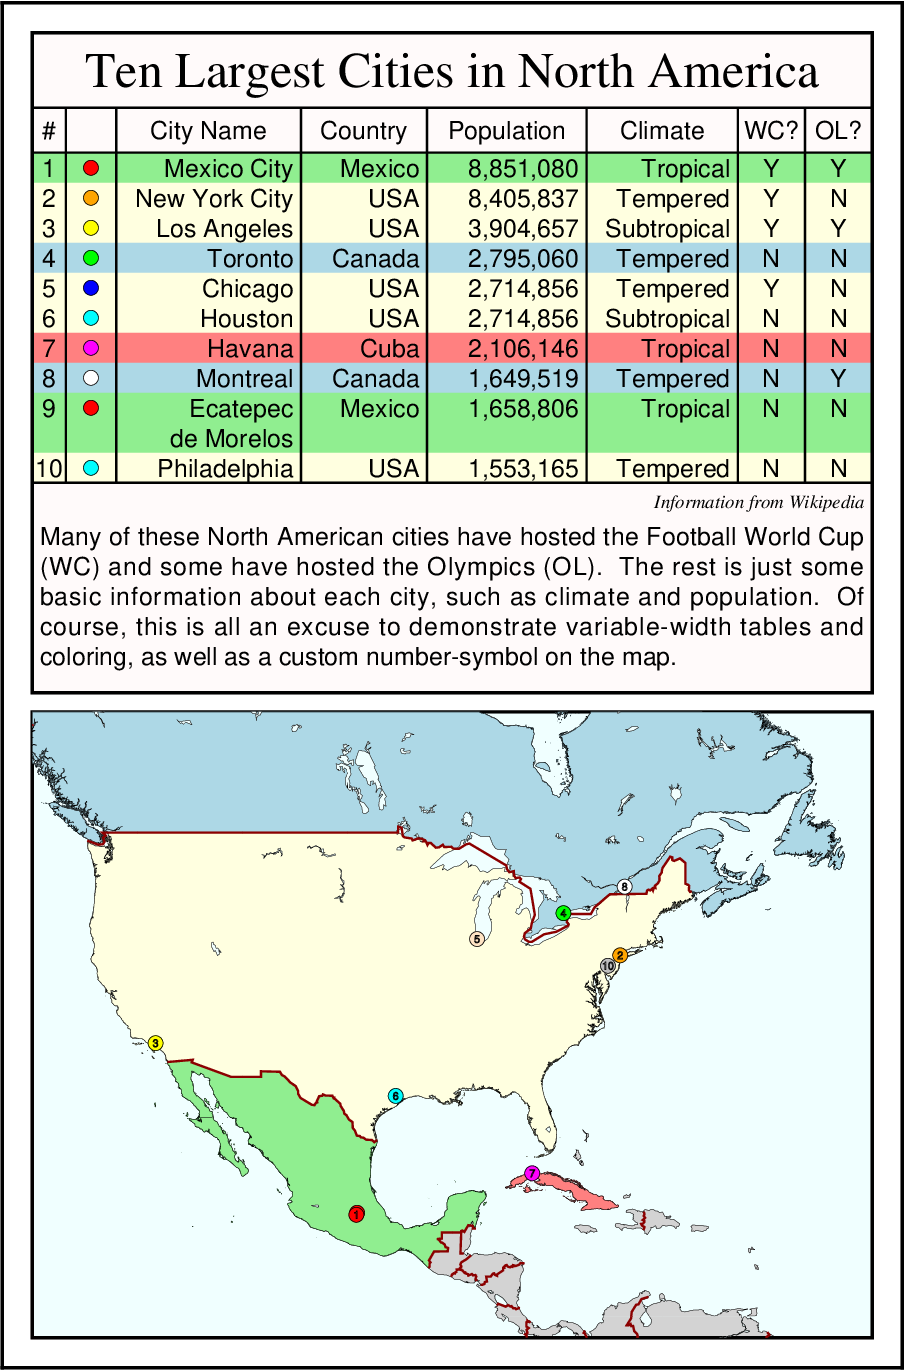 Ten Largest Cities in North America
# City Name Country Population Climate WC? OL?
1 Mexico City Mexico 8,851,080 Tropical Y Y
2 New York City USA 8,405,837 Tempered Y N
3 Los Angeles USA 3,904,657 Subtropical Y Y
4 Toronto Canada 2,795,060 Tempered N N
5 Chicago USA 2,714,856 Tempered Y N
6 Houston USA 2,714,856 Subtropical N N
7 Havana Cuba 2,106,146 Tropical N N
8 Montreal Canada 1,649,519 Tempered N Y
9 Ecatepec Mexico 1,658,806 Tropical N N
de Morelos
10 Philadelphia USA 1,553,165 Tempered N N
Information from Wikipedia
Many of these North American cities have hosted the Football World Cup
(WC) and some have hosted the Olympics (OL). The rest is just some
basic information about each city, such as climate and population. Of
course, this is all an excuse to demonstrate variable-width tables and
coloring, as well as a custom number-symbol on the map.
8
4
5
2
10
3
6
7
1